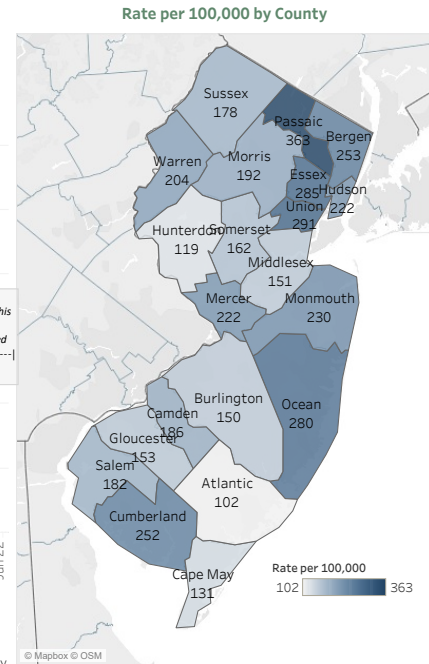 Rate per 100,000 by County
Sussex
178
Passaic
363
Bergen
253
Warren
204
Morris
192
Essex
285
Hudson
222
Union
291
Hunterdon
119
Somerset
162
Middlesex
151
Mercer
222
Monmouth
230
his
ed
---|
Burlington
150
Ocean
280
Camden
186
Gloucester
153
Salem
182
Atlantic
102
Cumberland
252
Cape May
131
Rate per 100,000
102 363
© Mapbox © OSM